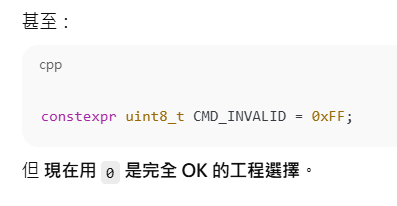 甚至：
cpp
constexpr uint8_t CMD_INVALID = 0xFF;
但 現在用 0 是完全 OK 的工程選擇。